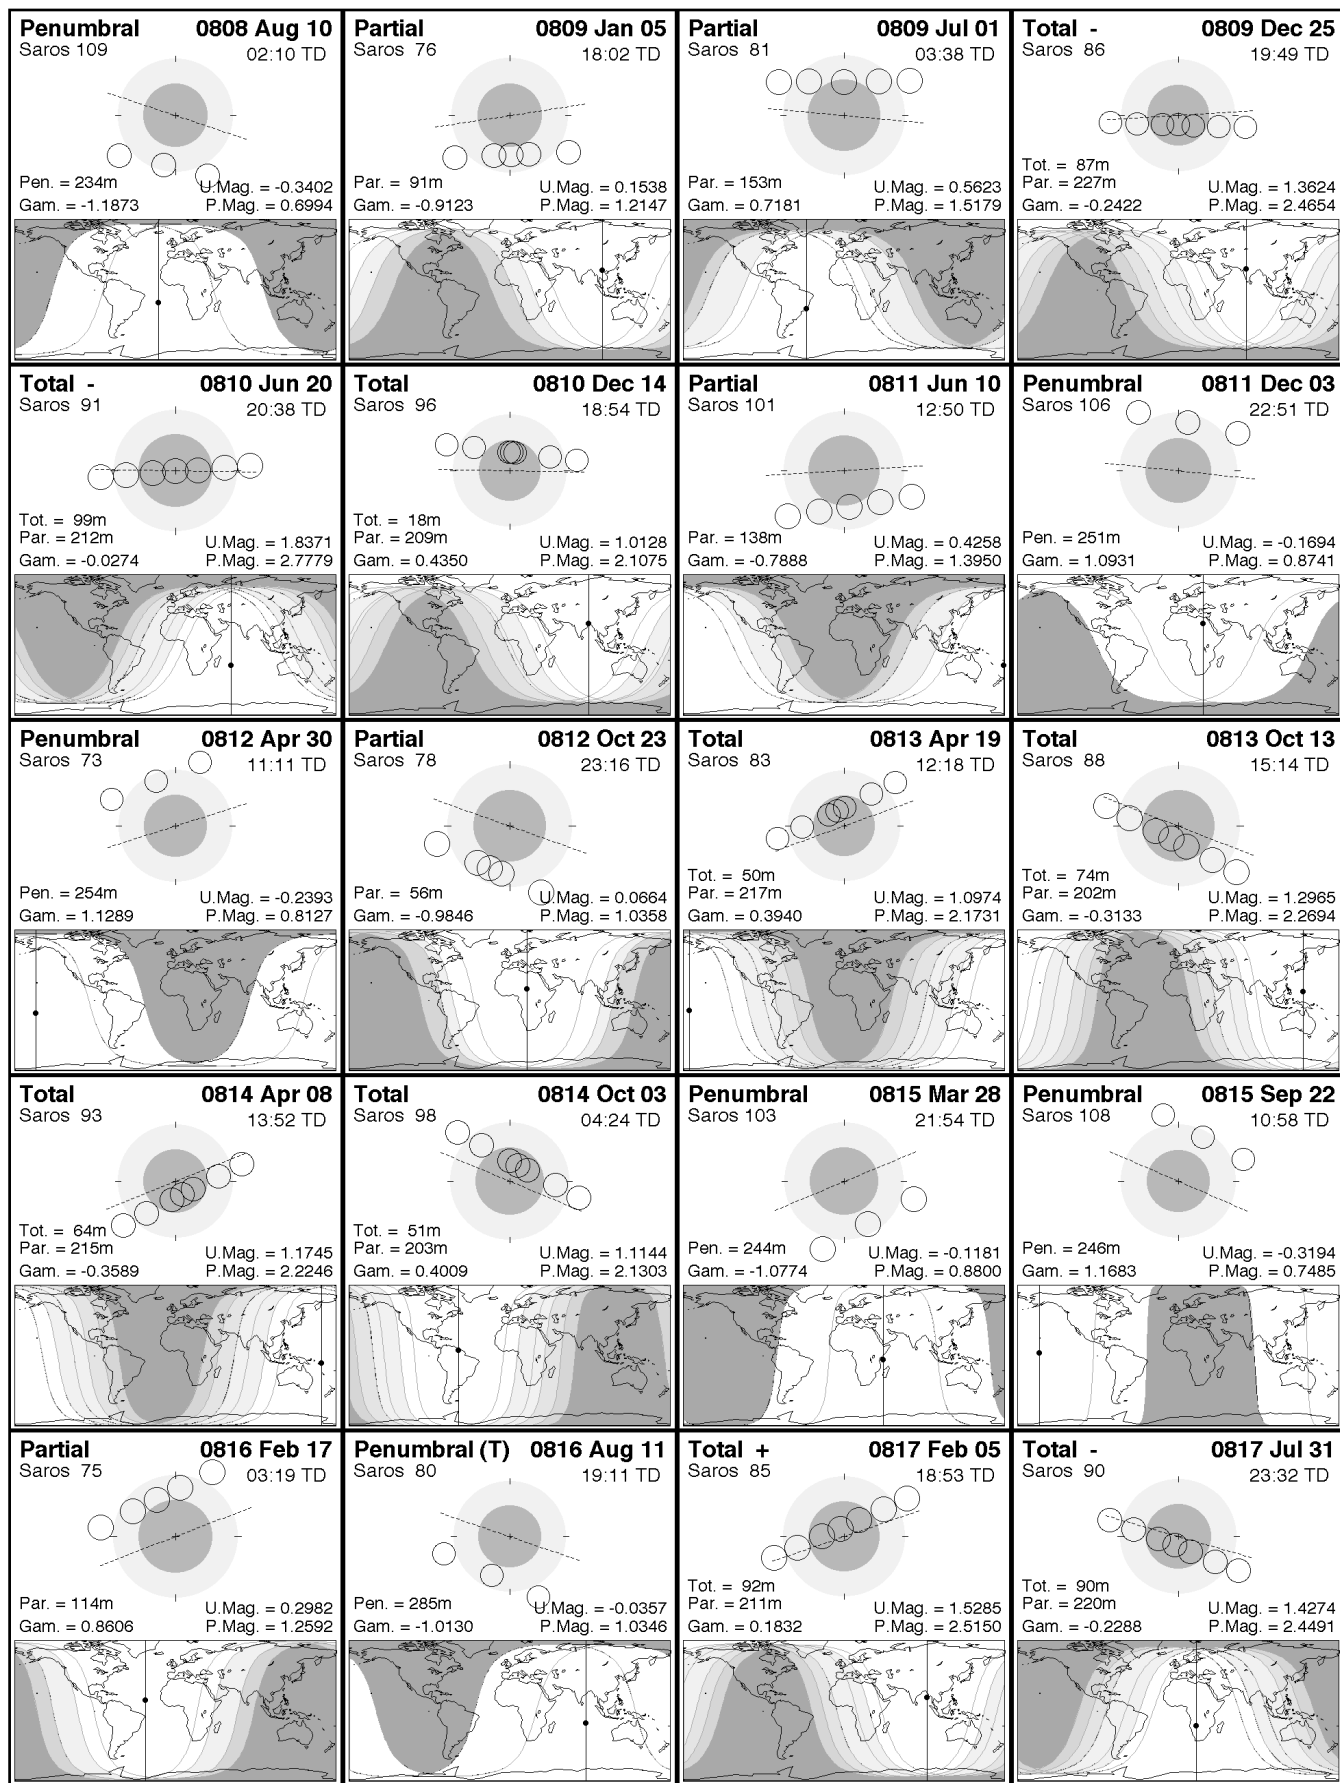 Penumbral 0808 Aug 10
Saros 109 02:10 TD
Pen. = 234m U.Mag. = -0.3402
Gam. = -1.1873 P.Mag. = 0.6994
Partial 0809 Jan 05
Saros 76 18:02 TD
Par. = 91m U.Mag. = 0.1538
Gam. = -0.9123 P.Mag. = 1.2147
Partial 0809 Jul 01
Saros 81 03:38 TD
Par. = 153m U.Mag. = 0.5623
Gam. = 0.7181 P.Mag. = 1.5179
Total - 0809 Dec 25
Saros 86 19:49 TD
Tot. = 87m
Par. = 227m U.Mag. = 1.3624
Gam. = -0.2422 P.Mag. = 2.4654
Total - 0810 Jun 20
Saros 91 20:38 TD
Tot. = 99m
Par. = 212m U.Mag. = 1.8371
Gam. = -0.0274 P.Mag. = 2.7779
Total 0810 Dec 14
Saros 96 18:54 TD
Tot. = 18m
Par. = 209m U.Mag. = 1.0128
Gam. = 0.4350 P.Mag. = 2.1075
Partial 0811 Jun 10
Saros 101 12:50 TD
Par. = 138m U.Mag. = 0.4258
Gam. = -0.7888 P.Mag. = 1.3950
Penumbral 0811 Dec 03
Saros 106 22:51 TD
Pen. = 251m U.Mag. = -0.1694
Gam. = 1.0931 P.Mag. = 0.8741
Penumbral 0812 Apr 30
Saros 73 11:11 TD
Pen. = 254m U.Mag. = -0.2393
Gam. = 1.1289 P.Mag. = 0.8127
Partial 0812 Oct 23
Saros 78 23:16 TD
Par. = 56m U.Mag. = 0.0664
Gam. = -0.9846 P.Mag. = 1.0358
Total 0813 Apr 19
Saros 83 12:18 TD
Tot. = 50m
Par. = 217m U.Mag. = 1.0974
Gam. = 0.3940 P.Mag. = 2.1731
Total 0813 Oct 13
Saros 88 15:14 TD
Tot. = 74m
Par. = 202m U.Mag. = 1.2965
Gam. = -0.3133 P.Mag. = 2.2694
Total 0814 Apr 08
Saros 93 13:52 TD
Tot. = 64m
Par. = 215m U.Mag. = 1.1745
Gam. = -0.3589 P.Mag. = 2.2246
Total 0814 Oct 03
Saros 98 04:24 TD
Tot. = 51m
Par. = 203m U.Mag. = 1.1144
Gam. = 0.4009 P.Mag. = 2.1303
Penumbral 0815 Mar 28
Saros 103 21:54 TD
Pen. = 244m U.Mag. = -0.1181
Gam. = -1.0774 P.Mag. = 0.8800
Penumbral 0815 Sep 22
Saros 108 10:58 TD
Pen. = 246m U.Mag. = -0.3194
Gam. = 1.1683 P.Mag. = 0.7485
Partial 0816 Feb 17
Saros 75 03:19 TD
Par. = 114m U.Mag. = 0.2982
Gam. = 0.8606 P.Mag. = 1.2592
Penumbral (T) 0816 Aug 11
Saros 80 19:11 TD
Pen. = 285m U.Mag. = -0.0357
Gam. = -1.0130 P.Mag. = 1.0346
Total + 0817 Feb 05
Saros 85 18:53 TD
Tot. = 92m
Par. = 211m U.Mag. = 1.5285
Gam. = 0.1832 P.Mag. = 2.5150
Total - 0817 Jul 31
Saros 90 23:32 TD
Tot. = 90m
Par. = 220m U.Mag. = 1.4274
Gam. = -0.2288 P.Mag. = 2.4491